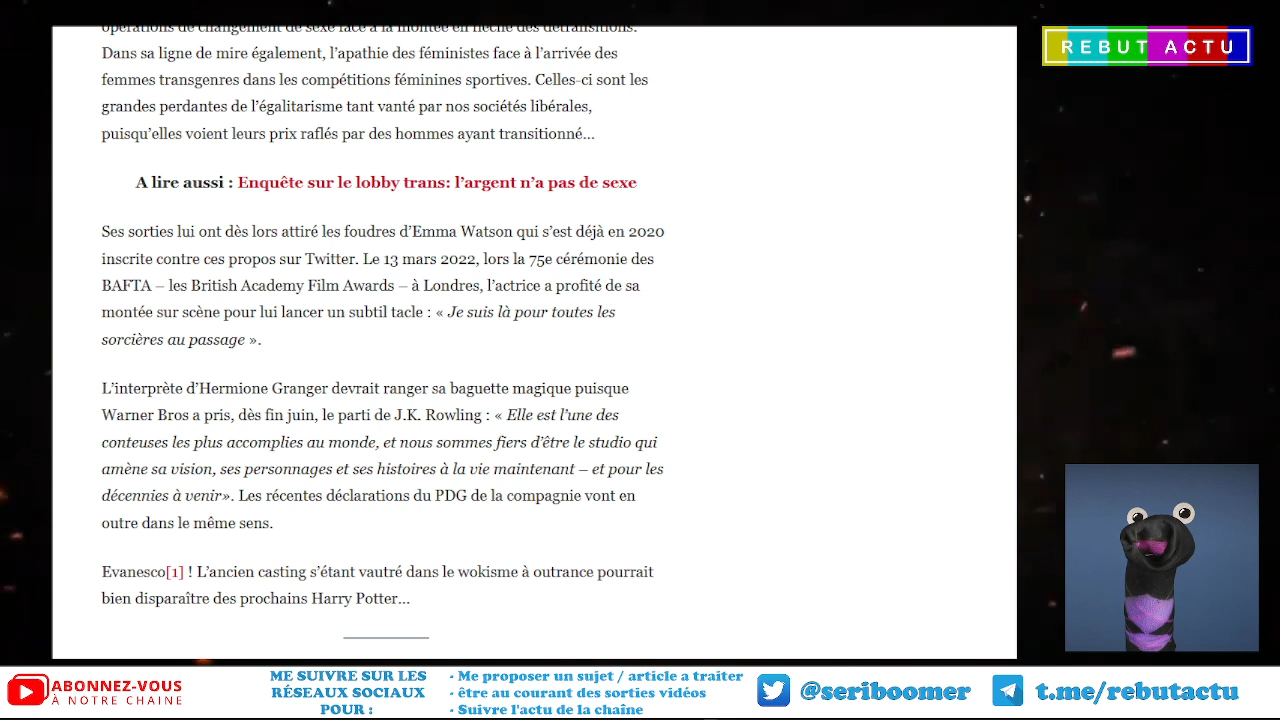 opérations de changement de sexe face à la montée en flèche des détransitions.
Dans sa ligne de mire également, l’apathie des féministes face à l’arrivée des
femmes transgenres dans les compétitions féminines sportives. Celles-ci sont les
grandes perdantes de l’égalitarisme tant vanté par nos sociétés libérales,
puisqu’elles voient leurs prix raflés par des hommes ayant transitionné…
A lire aussi : Enquête sur le lobby trans: l’argent n’a pas de sexe
Ses sorties lui ont dès lors attiré les foudres d’Emma Watson qui s’est déjà en 2020
inscrite contre ces propos sur Twitter. Le 13 mars 2022, lors la 75e cérémonie des
BAFTA – les British Academy Film Awards – à Londres, l’actrice a profité de sa
montée sur scène pour lui lancer un subtil tacle : « Je suis là pour toutes les
sorcières au passage ».
L’interprète d’Hermione Granger devrait ranger sa baguette magique puisque
Warner Bros a pris, dès fin juin, le parti de J.K. Rowling : « Elle est l’une des
conteuses les plus accomplies au monde, et nous sommes fiers d’être le studio qui
amène sa vision, ses personnages et ses histoires à la vie maintenant – et pour les
décennies à venir». Les récentes déclarations du PDG de la compagnie vont en
outre dans le même sens.
Evanesco[1] ! L’ancien casting s’étant vautré dans le wokisme à outrance pourrait
bien disparaître des prochains Harry Potter…
REBUT ACTU
ABONNEZ-VOUS
À NOTRE CHAINE
ME SUIVRE SUR LES
RÉSEAUX SOCIAUX
POUR :
- Me proposer un sujet / article a traiter
- être au courant des sorties vidéos
- Suivre l'actu de la chaîne
@seriboomer
t.me/rebutactu